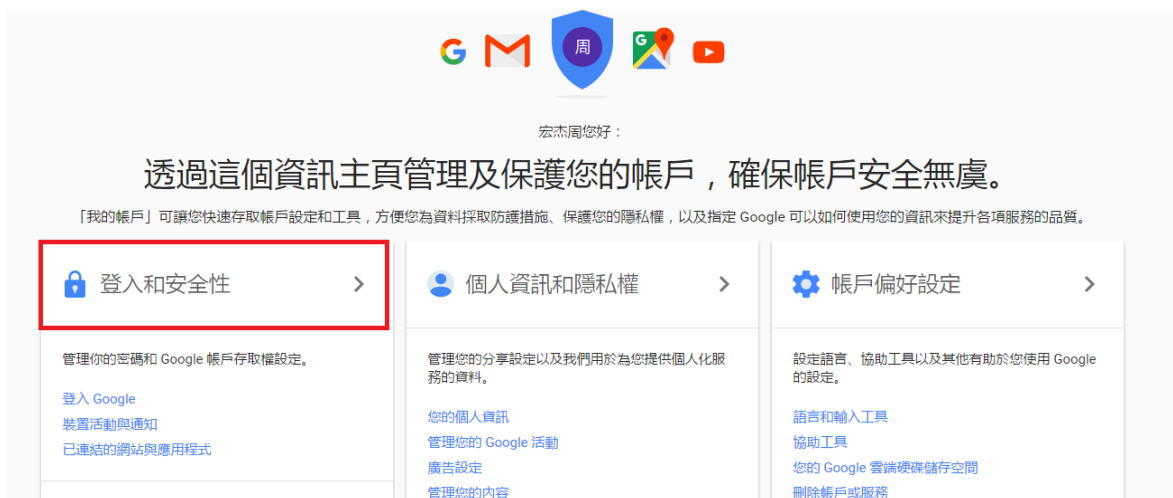 周
宏杰周您好：
透過這個資訊主頁管理及保護您的帳戶，確保帳戶安全無虞。
「我的帳戶」可讓您快速存取帳戶設定和工具，方便您為資料採取防護措施、保護您的隱私權，以及指定 Google 可以如何使用您的資訊來提升各項服務的品質。
登入和安全性
管理你的密碼和 Google 帳戶存取權設定。
登入 Google
裝置活動與通知
已連結的網站與應用程式
個人資訊和隱私權
管理您的分享設定以及我們用於為您提供個人化服
務的資料。
您的個人資訊
管理您的 Google 活動
廣告設定
管理您的內容
帳戶偏好設定
設定語言、協助工具以及其他有助於您使用 Google
的設定。
語言和輸入工具
協助工具
您的 Google 雲端硬碟儲存空間
刪除帳戶或服務